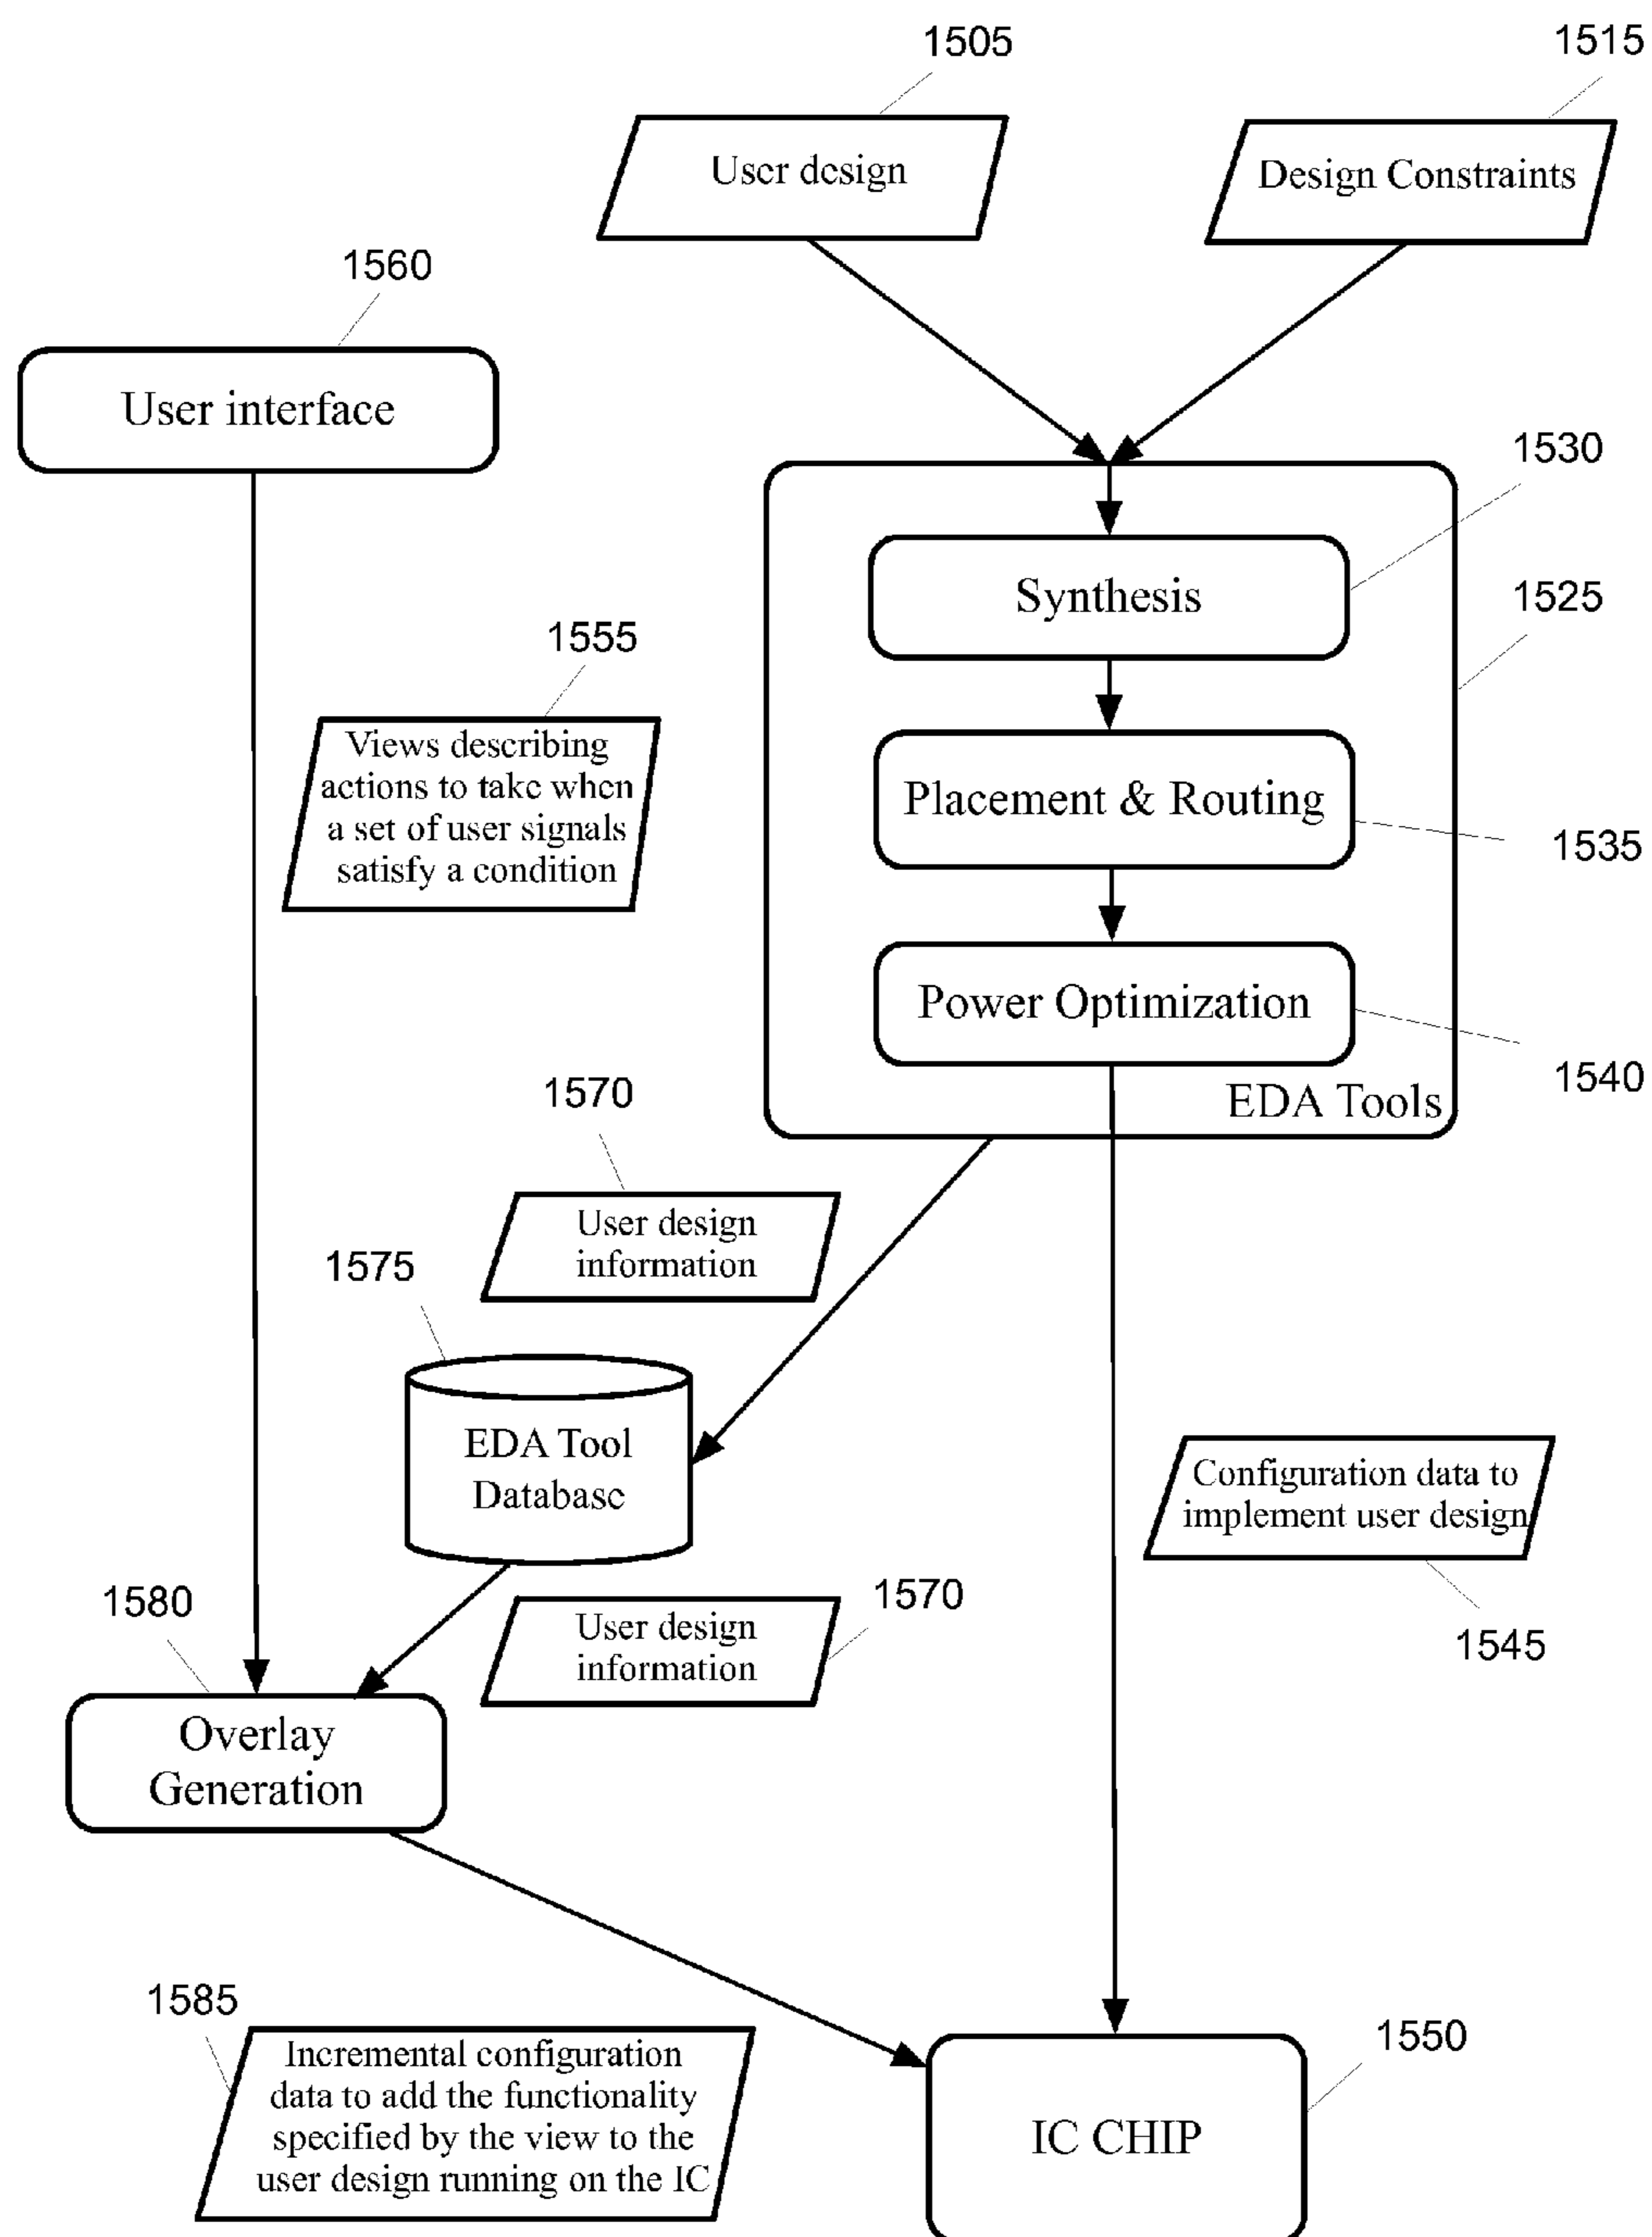 1505
1515
User design
Design Constraints
1560
User interface
1530
Synthesis
1525
1555
Views describing
actions to take when
a set of user signals
satisfy a condition
Placement & Routing
1535
Power Optimization
1540
EDA Tools
1570
User design
information
1575
EDA Tool
Database
Configuration data to
implement user design
1545
1580
1570
User design
information
Overlay
Generation
1585
Incremental configuration
data to add the functionality
specified by the view to the
user design running on the IC
1550
IC CHIP